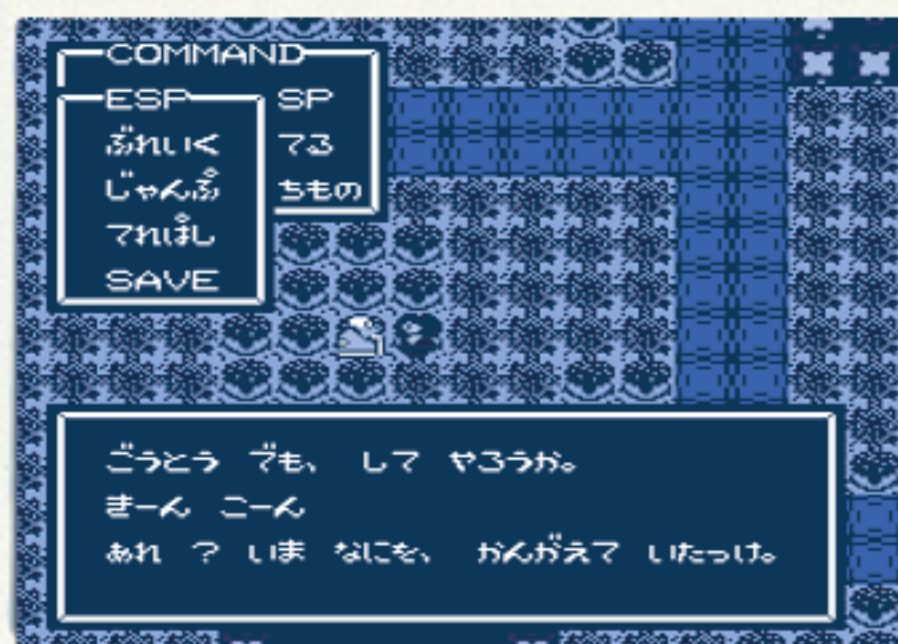 COMMAND
ESP
SP
ぶれいく
てる
じゃんぷ
ちもの
てれぽし
SAVE
ごうとう でも、 して やろうか。
きーん こーん
あれ ? いま なにを、 かんがえて いたっけ。